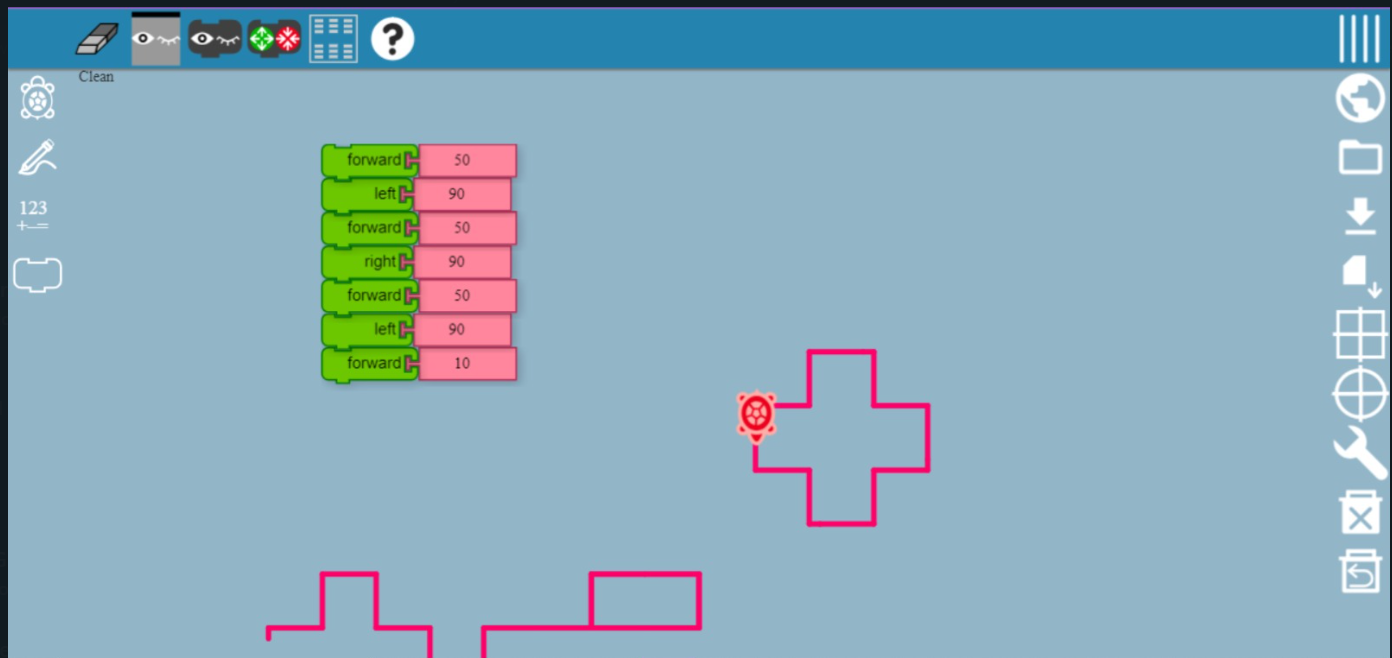 ?
Clean
123
+−=
forward 50
left 90
forward 50
right 90
forward 50
left 90
forward 10